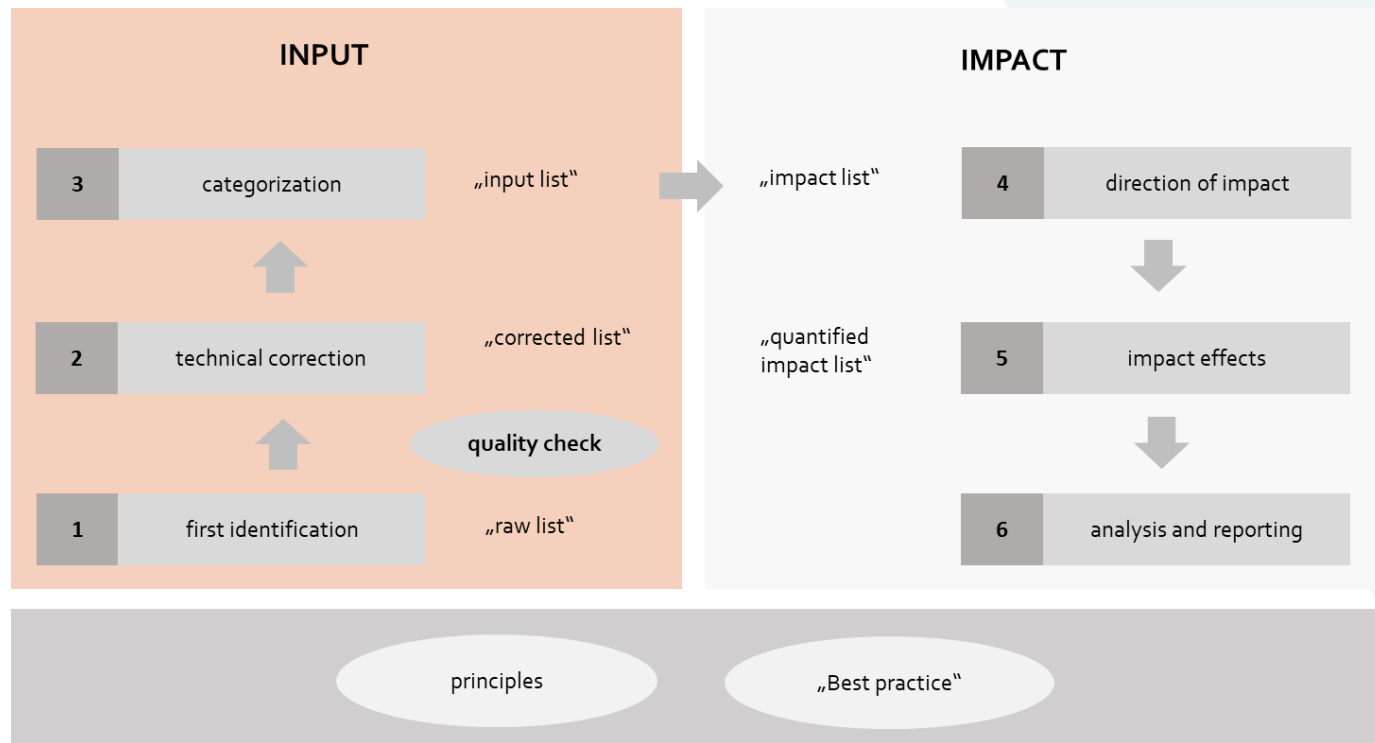 INPUT
IMPACT
3
categorization
„input list“
„impact list“
4
direction of impact
2
technical correction
„corrected list“
„quantified
impact list“
5
impact effects
quality check
1
first identification
„raw list“
6
analysis and reporting
principles
„Best practice“